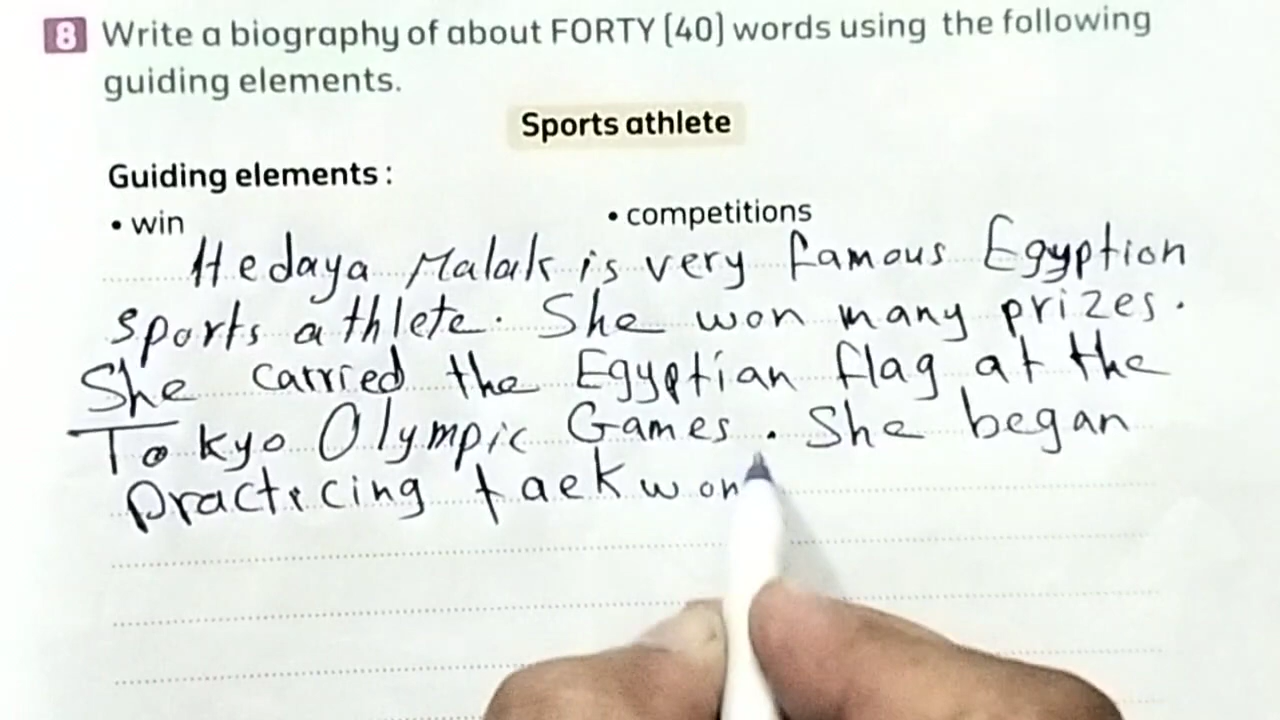 8 Write a biography of about FORTY (40) words using the following
guiding elements.
Sports athlete
Guiding elements :
• win • competitions
Hedaya Malak is very famous Egyption
sports athlete. She won many prizes.
She carried the Egyptian flag at the
Tokyo Olympic Games. She began
practicing taekwon